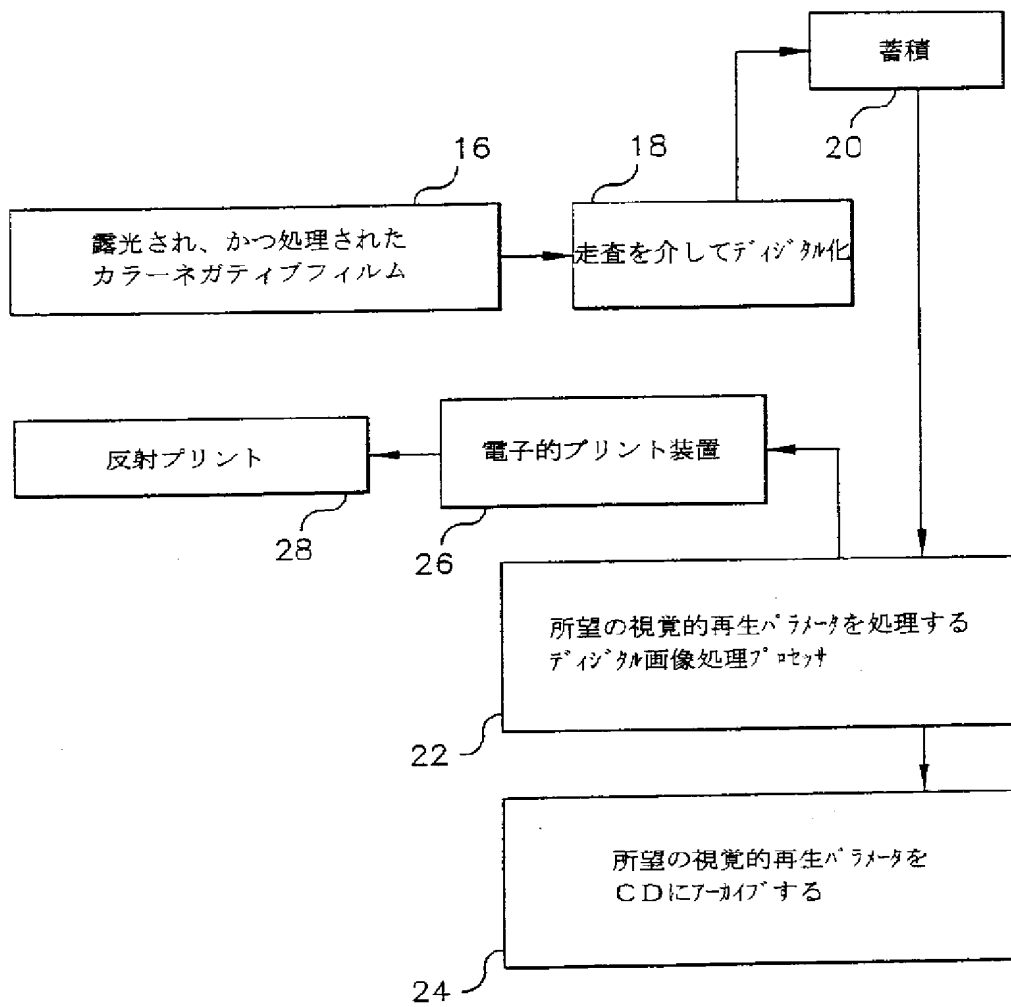 蓄積
20
16
18
露光され、かつ処理された
カラーネガティブフィルム
走査を介してﾃﾞｨｼﾞﾀﾙ化
反射プリント
電子的プリント装置
28
26
所望の視覚的再生ﾊﾟﾗﾒｰﾀを処理する
ﾃﾞｨｼﾞﾀﾙ画像処理ﾌﾟﾛｾｯｻ
22
所望の視覚的再生ﾊﾟﾗﾒｰﾀを
ＣＤにｱｰｶｲﾌﾞする
24